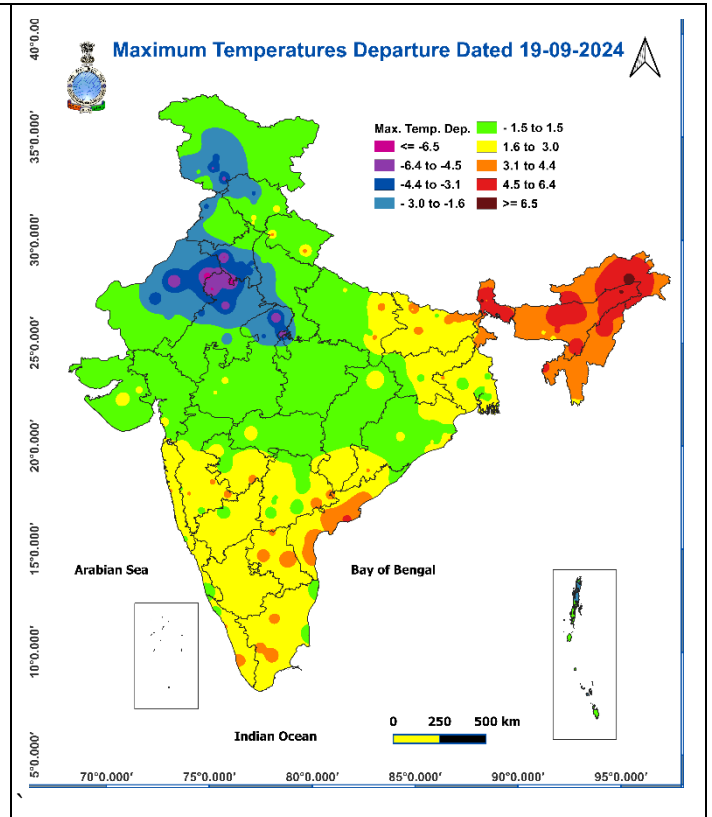 Maximum Temperatures Departure Dated 19-09-2024
Max. Temp. Dep.
<= -6.5
-6.4 to -4.5
-4.4 to -3.1
- 3.0 to -1.6
- 1.5 to 1.5
1.6 to 3.0
3.1 to 4.4
4.5 to 6.4
>= 6.5
40°0.00
35°0.000'
30°0.000'
25°0.000'
20°0.000'
15°0.000'
10°0.000'
5°0.000'
Arabian Sea
Bay of Bengal
Indian Ocean
0 250 500 km
70°0.000'
75°0.000'
80°0.000'
85°0.000'
90°0.000'
95°0.000'
`